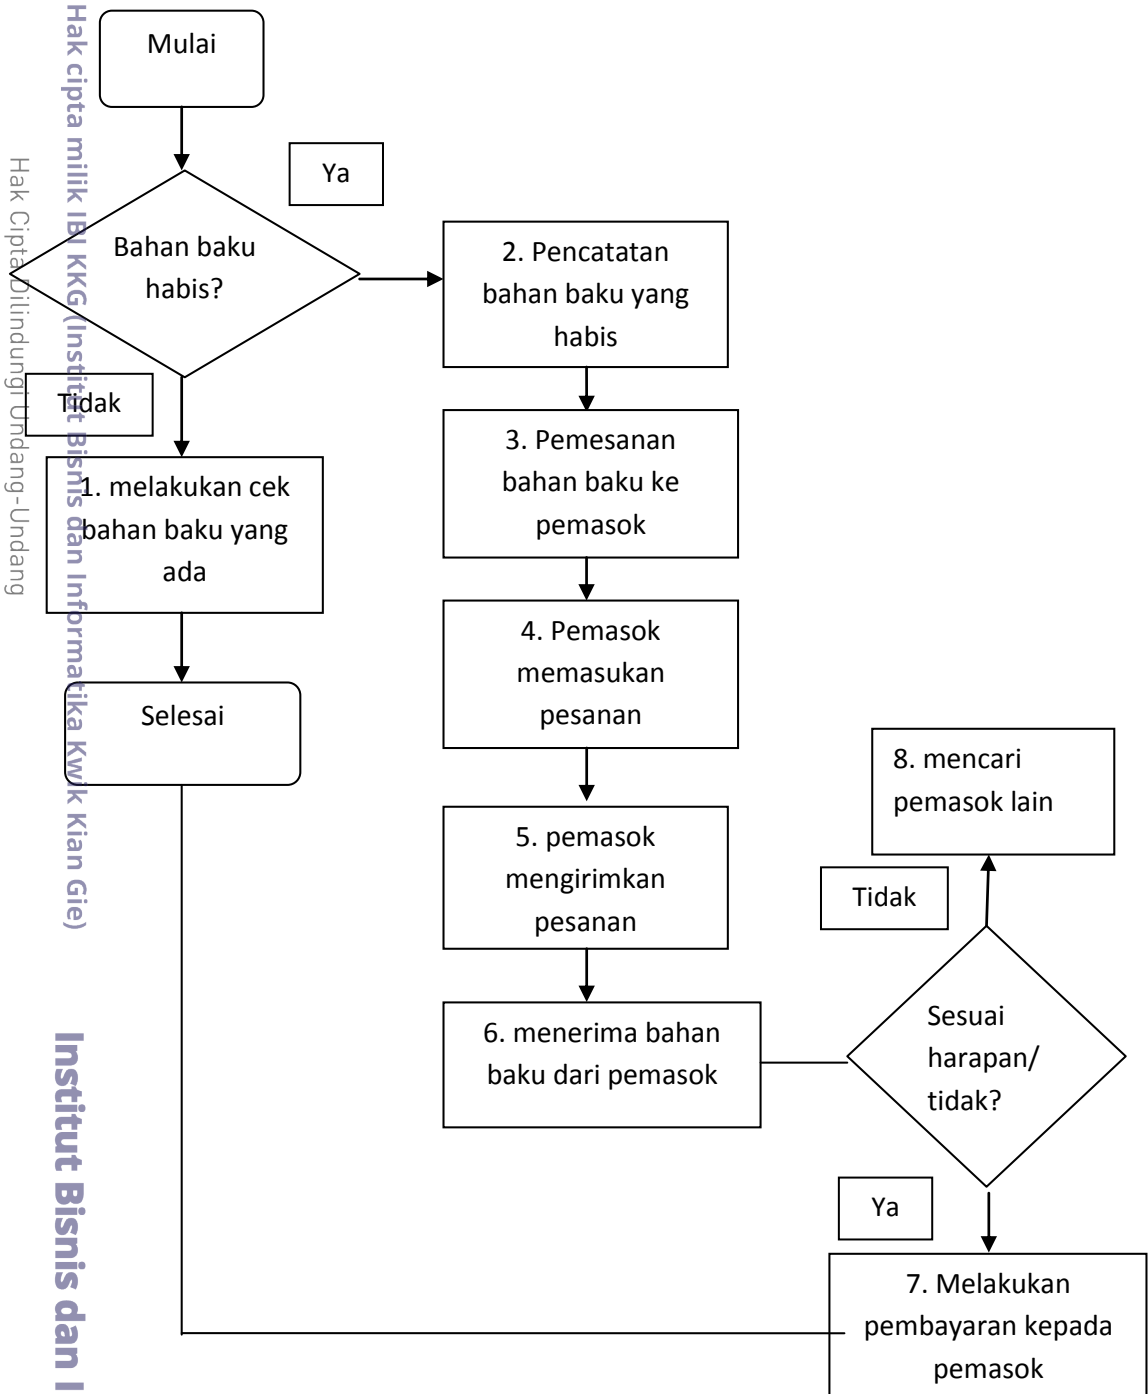 Mulai
Ya
Bahan baku
habis?
2. Pencatatan
bahan baku yang
habis
Tidak
1. melakukan cek
bahan baku yang
ada
3. Pemesanan
bahan baku ke
pemasok
Selesai
4. Pemasok
memasukan
pesanan
5. pemasok
mengirimkan
pesanan
8. mencari
pemasok lain
Tidak
6. menerima bahan
baku dari pemasok
Sesuai
harapan/
tidak?
Ya
7. Melakukan
pembayaran kepada
pemasok
Hak cipta milik IBI KKG (Institut Bisnis dan Informatika Kwik Kian Gie)
Hak Cipta Dilindungi Undang-Undang
Institut Bisnis dan I